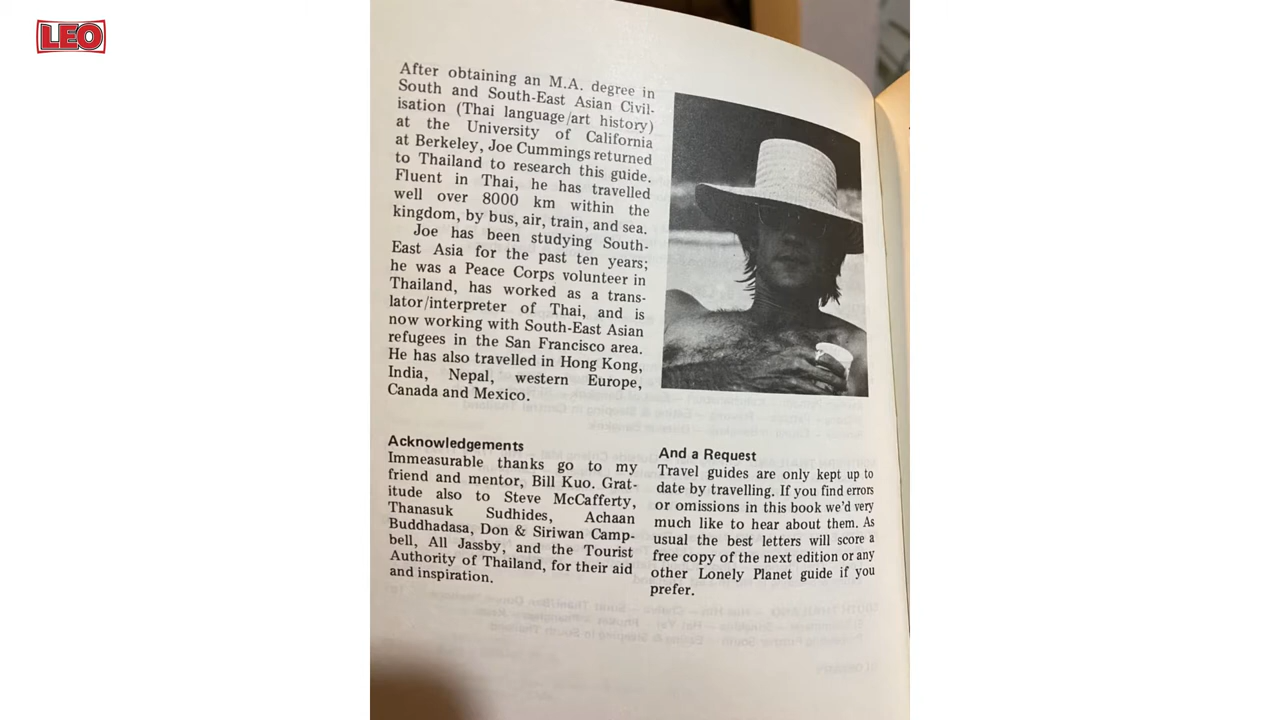 LEO
After obtaining an M.A. degree in
South and South-East Asian Civil-
isation (Thai language/art history)
at the University of California
at Berkeley, Joe Cummings returned
to Thailand to research this guide.
Fluent in Thai, he has travelled
well over 8000 km within the
kingdom, by bus, air, train, and sea.
Joe has been studying South-
East Asia for the past ten years;
he was a Peace Corps volunteer in
Thailand, has worked as a trans-
lator/interpreter of Thai, and is
now working with South-East Asian
refugees in the San Francisco area.
He has also travelled in Hong Kong,
India, Nepal, western Europe,
Canada and Mexico.
Acknowledgements
Immeasurable thanks go to my
friend and mentor, Bill Kuo. Grat-
itude also to Steve McCafferty,
Thanasuk Sudhides, Achaan
Buddhadasa, Don & Siriwan Camp-
bell, All Jassby, and the Tourist
Authority of Thailand, for their aid
and inspiration.
And a Request
Travel guides are only kept up to
date by travelling. If you find errors
or omissions in this book we'd very
much like to hear about them. As
usual the best letters will score a
free copy of the next edition or any
other Lonely Planet guide if you
prefer.